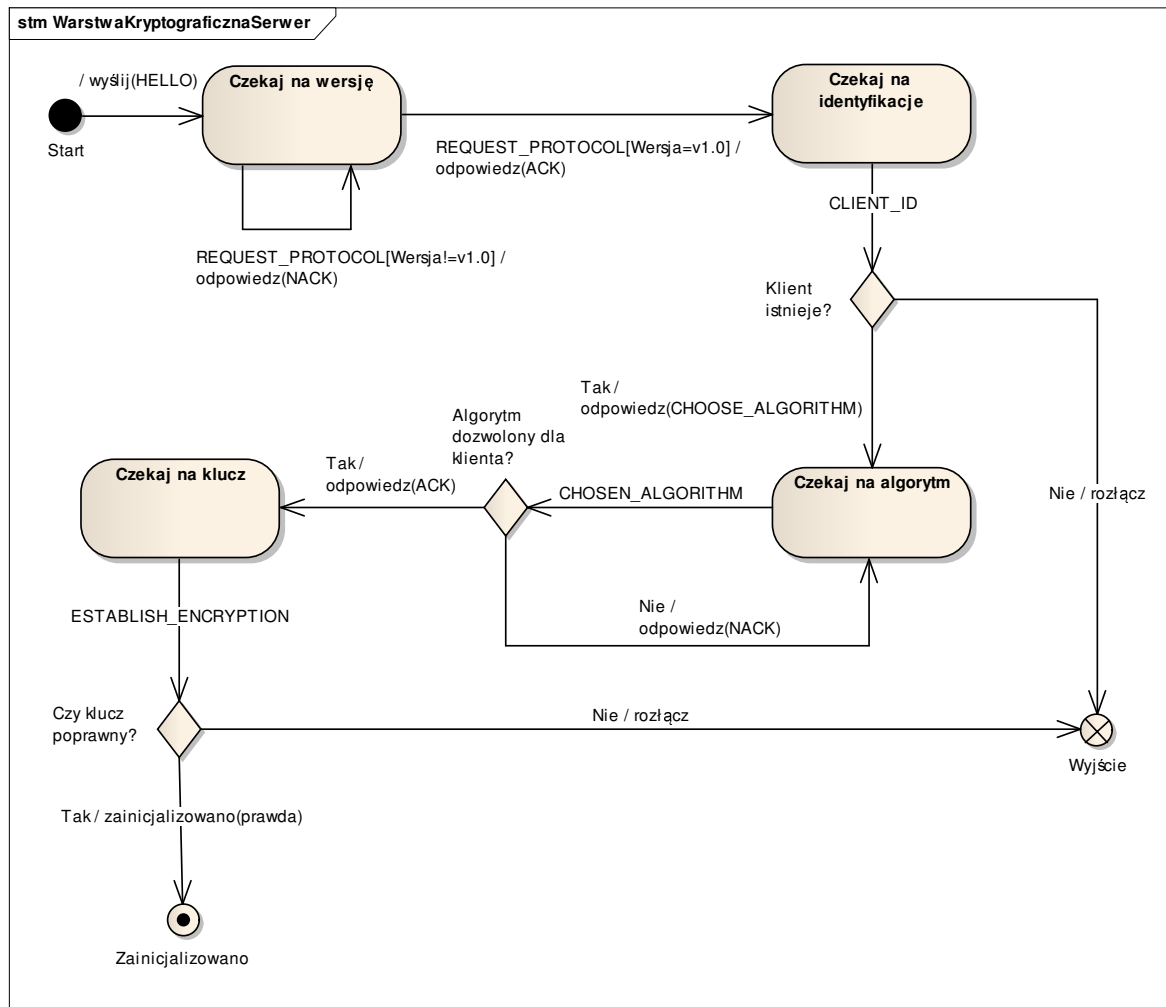 stm WarstwaKryptograficznaSerwer
/ wyślij(HELLO)
Start
Czekaj na wersję
REQUEST_PROTOCOL[Wersja=v1.0] /
odpowiedz(ACK)
Czekaj na
identyfikacje
REQUEST_PROTOCOL[Wersja!=v1.0] /
odpowiedz(NACK)
CLIENT_ID
Klient
istnieje?
Tak /
odpowiedz(CHOOSE_ALGORITHM)
Nie / rozłącz
Czekaj na algorytm
CHOSEN_ALGORITHM
Algorytm
dozwolony dla
klienta?
Nie /
odpowiedz(NACK)
Tak /
odpowiedz(ACK)
Czekaj na klucz
ESTABLISH_ENCRYPTION
Czy klucz
poprawny?
Nie / rozłącz
Wyjście
Tak / zainicjalizowano(prawda)
Zainicjalizowano